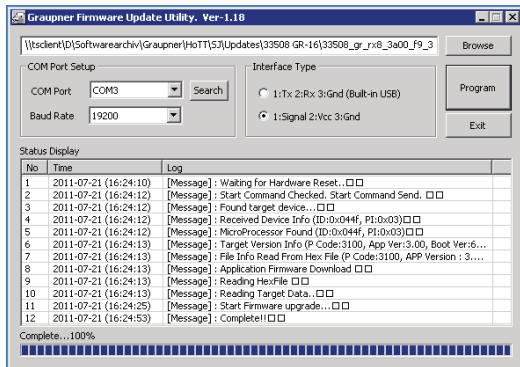 Graupner Firmware Update Utility. Ver-1.18
\\tsclient\D\Softwarearchiv\Graupner\HoTT\SJ\Updates\33508 GR-16\33508_gr_rx8_3a00_f9_3 Browse
COM Port Setup Interface Type
COM Port COM3 Search 1:Tx 2:Rx 3:Gnd (Built-in USB) Program
Baud Rate 19200 1:Signal 2:Vcc 3:Gnd Exit
Status Display
No Time Log
1 2011-07-21 (16:24:10) [Message] : Waiting for Hardware Reset..□□
2 2011-07-21 (16:24:12) [Message] : Start Command Checked. Start Command Send. □□
3 2011-07-21 (16:24:12) [Message] : Found target device...□□
4 2011-07-21 (16:24:12) [Message] : Received Device Info (ID:0x044f, PI:0x03)□□
5 2011-07-21 (16:24:12) [Message] : MicroProcessor Found (ID:0x044f, PI:0x03)□□
6 2011-07-21 (16:24:13) [Message] : Target Version Info (P Code:3100, App Ver:3.00, Boot Ver:6...
7 2011-07-21 (16:24:13) [Message] : File Info Read From Hex File (P Code:3100, APP Version : 3....
8 2011-07-21 (16:24:13) [Message] : Application Firmware Download □□
9 2011-07-21 (16:24:13) [Message] : Reading HexFile □□
10 2011-07-21 (16:24:13) [Message] : Reading Target Data..□□
11 2011-07-21 (16:24:25) [Message] : Start Firmware upgrade...□□
12 2011-07-21 (16:24:53) [Message] : Complete!!□□
Complete...100%